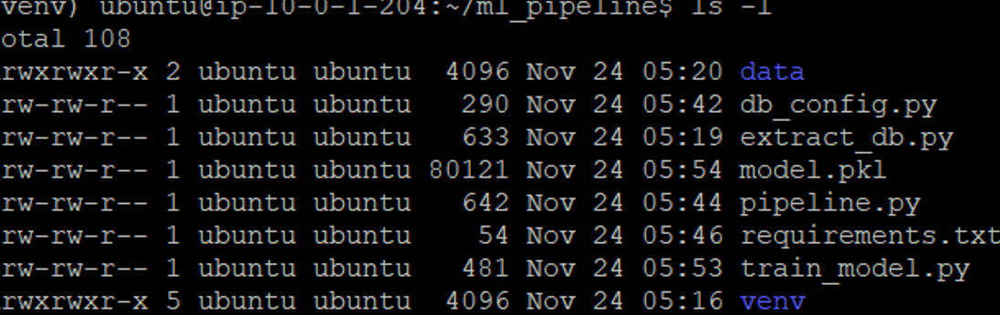 venv) ubuntu@ip-10-0-1-204:~/ml_pipeline$ ls -l
otal 108
rwxrwxr-x 2 ubuntu ubuntu  4096 Nov 24 05:20 data
rw-rw-r-- 1 ubuntu ubuntu   290 Nov 24 05:42 db_config.py
rw-rw-r-- 1 ubuntu ubuntu   633 Nov 24 05:19 extract_db.py
rw-rw-r-- 1 ubuntu ubuntu 80121 Nov 24 05:54 model.pkl
rw-rw-r-- 1 ubuntu ubuntu   642 Nov 24 05:44 pipeline.py
rw-rw-r-- 1 ubuntu ubuntu    54 Nov 24 05:46 requirements.txt
rw-rw-r-- 1 ubuntu ubuntu   481 Nov 24 05:53 train_model.py
rwxrwxr-x 5 ubuntu ubuntu  4096 Nov 24 05:16 venv